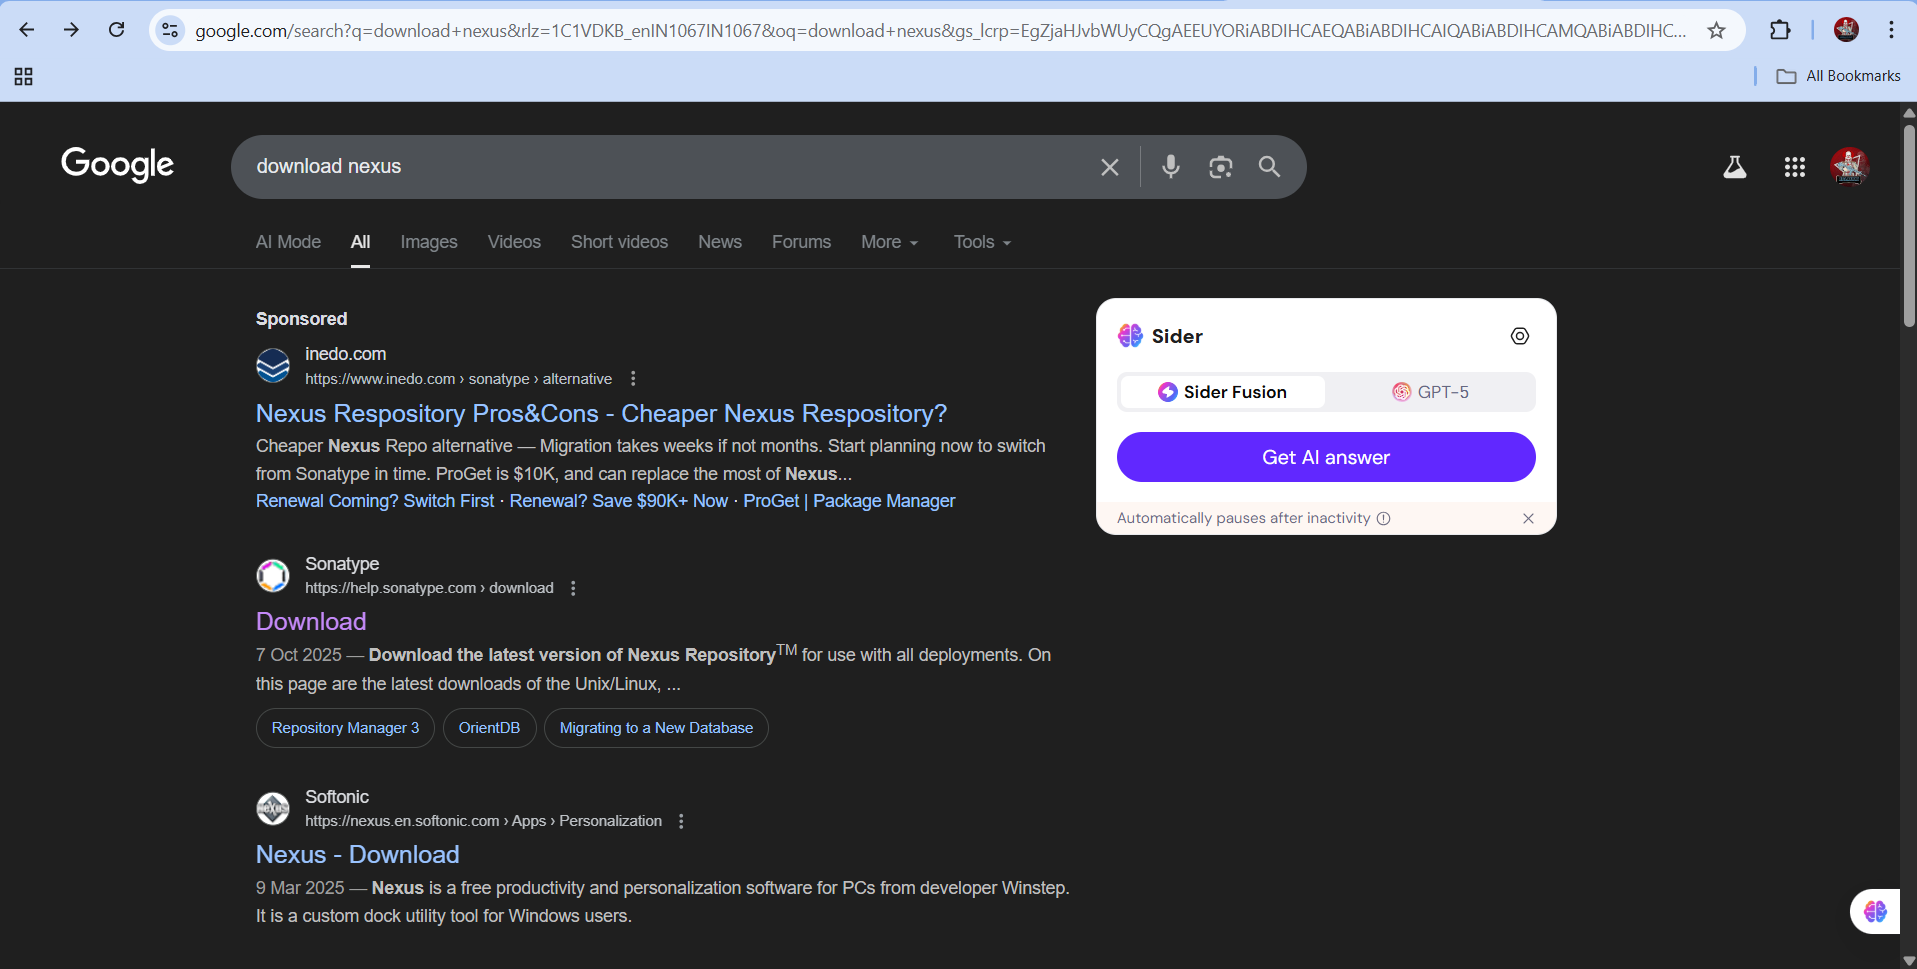 google.com/search?q=download+nexus&rlz=1C1VDKB_enIN1067IN1067&oq=download+nexus&gs_lcrp=EgZjaHJvbWUyCQgAEEUYORiABDIHCAEQABiABDIHCAIQABiABDIHCAMQABiABDIHC...
All Bookmarks
Google
download nexus
AI Mode All Images Videos Short videos News Forums More Tools
Sponsored
inedo.com
https://www.inedo.com › sonatype › alternative
Nexus Respository Pros&Cons - Cheaper Nexus Respository?
Cheaper Nexus Repo alternative — Migration takes weeks if not months. Start planning now to switch
from Sonatype in time. ProGet is $10K, and can replace the most of Nexus...
Renewal Coming? Switch First · Renewal? Save $90K+ Now · ProGet | Package Manager
Sider
Sider Fusion GPT-5
Get AI answer
Automatically pauses after inactivity
Sonatype
https://help.sonatype.com › download
Download
7 Oct 2025 — Download the latest version of Nexus Repository™ for use with all deployments. On
this page are the latest downloads of the Unix/Linux, ...
Repository Manager 3 OrientDB Migrating to a New Database
Softonic
https://nexus.en.softonic.com › Apps › Personalization
Nexus - Download
9 Mar 2025 — Nexus is a free productivity and personalization software for PCs from developer Winstep.
It is a custom dock utility tool for Windows users.